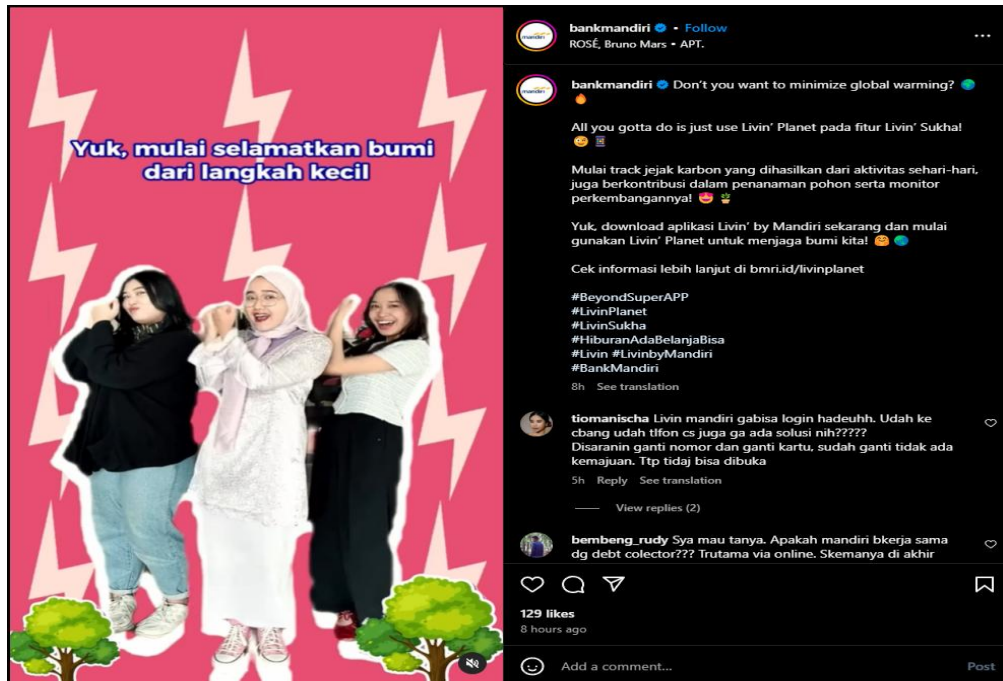 Yuk, mulai selamatkan bumi
dari langkah kecil
mandiri
bankmandiri • Follow
ROSÉ, Bruno Mars • APT.
mandiri
bankmandiri Don't you want to minimize global warming? 🌏
🔥
All you gotta do is just use Livin' Planet pada fitur Livin' Sukha!
Mulai track jejak karbon yang dihasilkan dari aktivitas sehari-hari,
juga berkontribusi dalam penanaman pohon serta monitor
perkembangannya! 😍 🪴
Yuk, download aplikasi Livin' by Mandiri sekarang dan mulai
gunakan Livin' Planet untuk menjaga bumi kita! 🤗 🌏
Cek informasi lebih lanjut di bmri.id/livinplanet
#BeyondSuperAPP
#LivinPlanet
#LivinSukha
#HiburanAdaBelanjaBisa
#Livin #LivinbyMandiri
#BankMandiri
8h See translation
tiomanischa Livin mandiri gabisa login hadeuhh. Udah ke
cbang udah tlfon cs juga ga ada solusi nih?????
Disaranin ganti nomor dan ganti kartu, sudah ganti tidak ada
kemajuan. Ttp tidaj bisa dibuka
5h Reply See translation
View replies (2)
bembeng_rudy Sya mau tanya. Apakah mandiri bkerja sama
dg debt colector??? Trutama via online. Skemanya di akhir
129 likes
8 hours ago
Add a comment...
Post